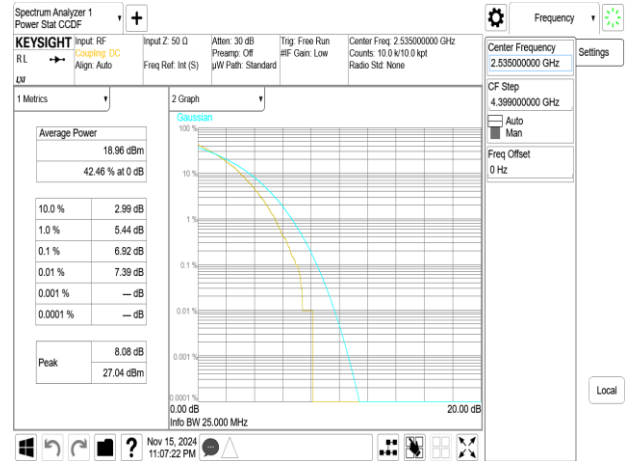 Spectrum Analyzer 1
Power Stat CCDF
+
Frequency
Settings
KEYSIGHT
RL
LXI
Input: RF
Coupling: DC
Align: Auto
Input Z: 50 Ω
Freq Ref: Int (S)
Atten: 30 dB
Preamp: Off
µW Path: Standard
Trig: Free Run
#IF Gain: Low
Center Freq: 2.535000000 GHz
Counts: 10.0 k/10.0 kpt
Radio Std: None
Center Frequency
2.535000000 GHz
CF Step
4.399000000 GHz
Auto
Man
Freq Offset
0 Hz
Local
1 Metrics
Average Power
18.96 dBm
42.46 % at 0 dB
10.0 % 2.99 dB
1.0 % 5.44 dB
0.1 % 6.92 dB
0.01 % 7.39 dB
0.001 % — dB
0.0001 % — dB
Peak
8.08 dB
27.04 dBm
2 Graph
Gaussian
100 %
10 %
1 %
0.1 %
0.01 %
0.001 %
0.0001 %
0.00 dB 20.00 dB
Info BW 25.000 MHz
?
Nov 15, 2024
11:07:22 PM